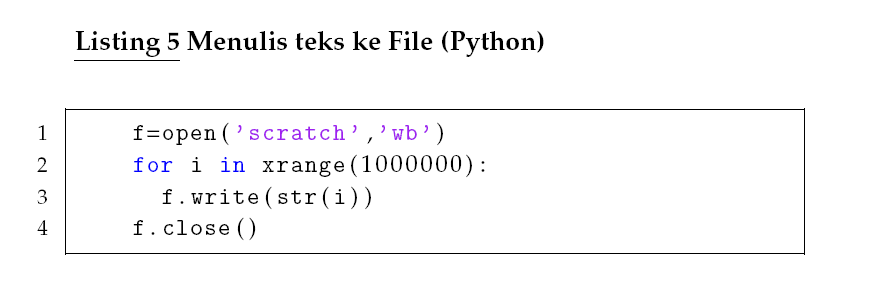 Listing 5 Menulis teks ke File (Python)
1 f=open('scratch','wb')
2 for i in xrange(1000000):
3 f.write(str(i))
4 f.close()